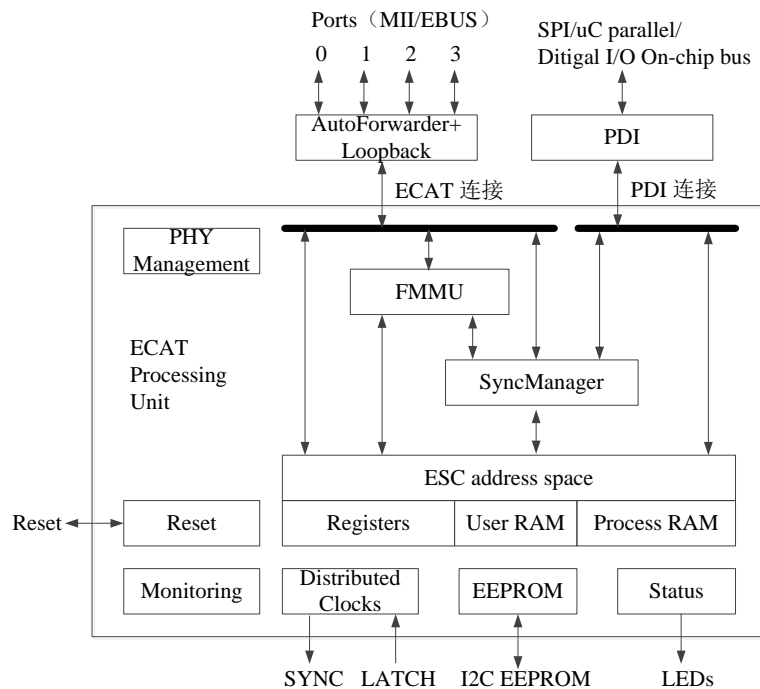 Ports（MII/EBUS）
0 1 2 3
SPI/uC parallel/
Ditigal I/O On-chip bus
AutoForwarder+
Loopback
PDI
ECAT 连接
PDI 连接
PHY
Management
FMMU
ECAT
Processing
Unit
SyncManager
ESC address space
Reset
Reset
Registers
User RAM
Process RAM
Monitoring
Distributed
Clocks
EEPROM
Status
SYNC
LATCH
I2C EEPROM
LEDs